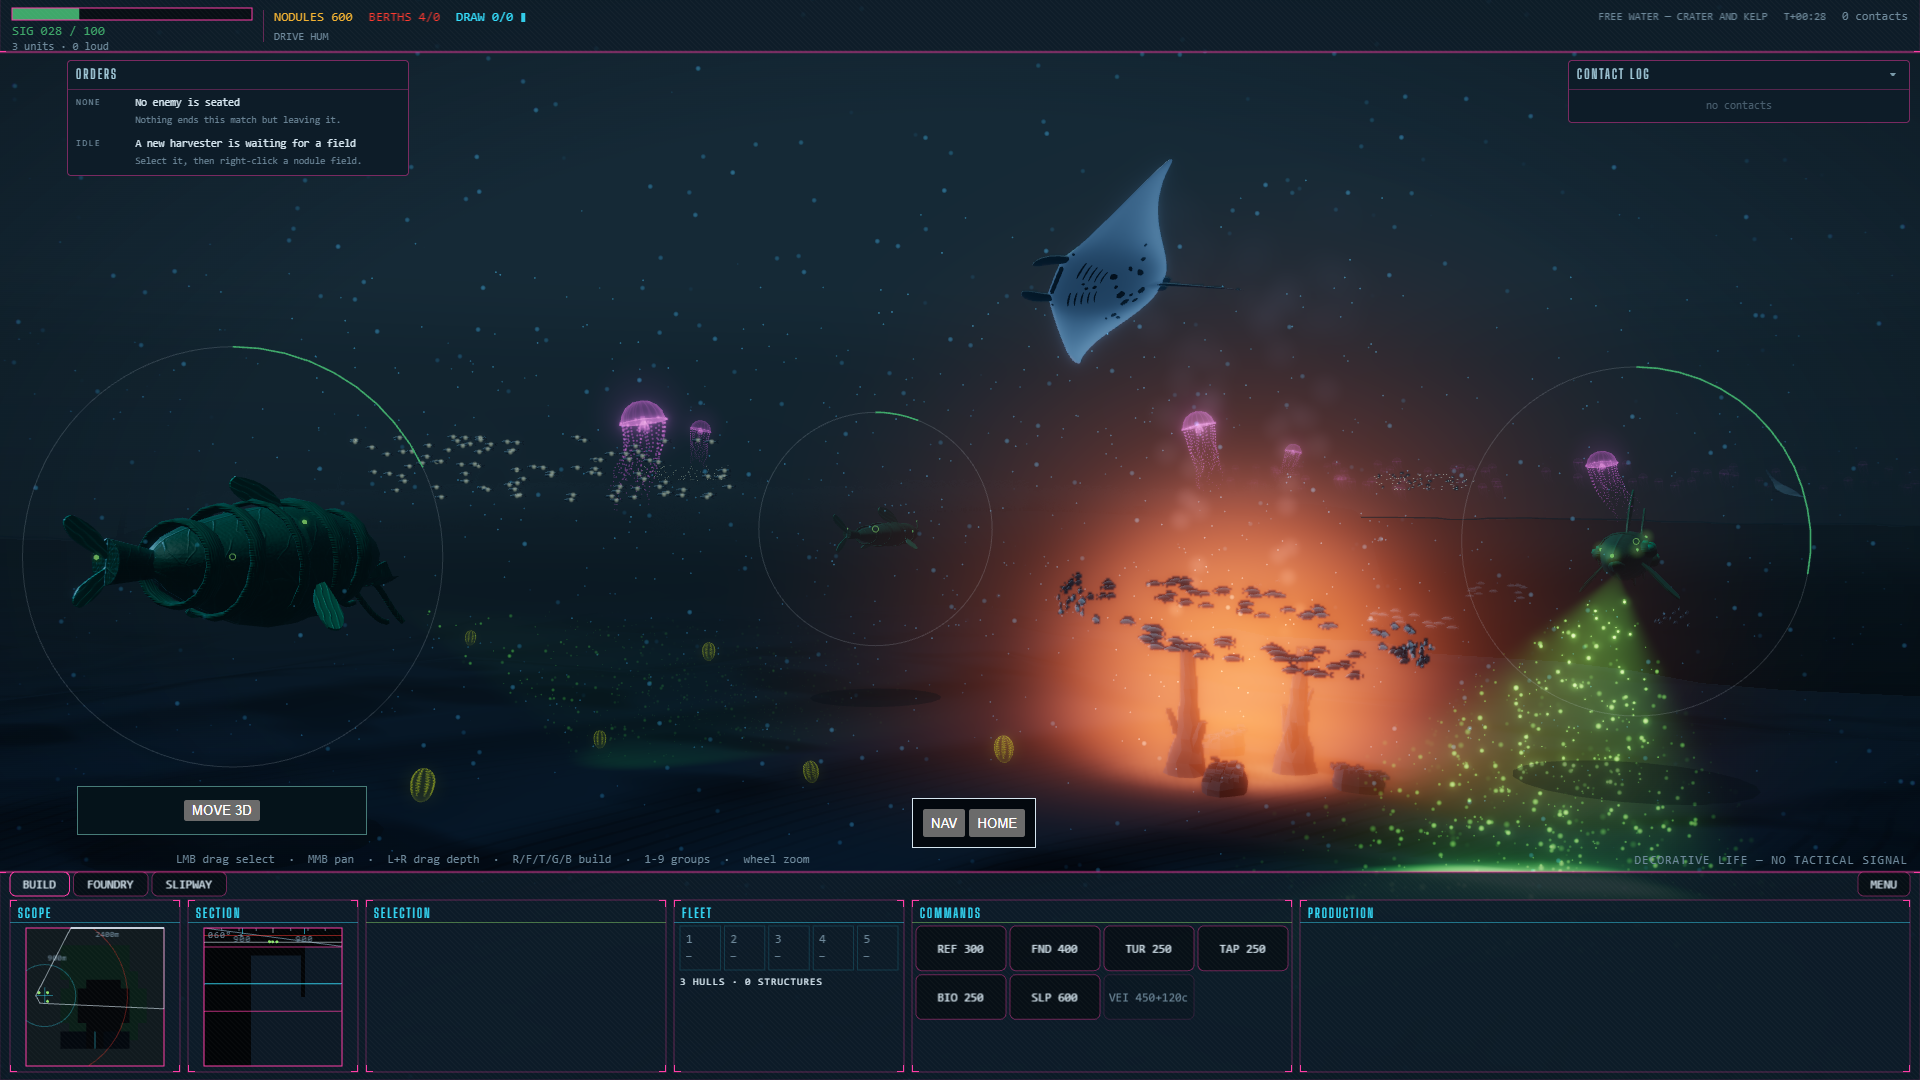 SIG 028 / 100
3 units · 0 loud
NODULES 600 BERTHS 4/0 DRAW 0/0
DRIVE HUM
FREE WATER — CRATER AND KELP T+00:28 0 contacts
ORDERS
NONE No enemy is seated
Nothing ends this match but leaving it.
IDLE A new harvester is waiting for a field
Select it, then right-click a nodule field.
CONTACT LOG
no contacts
MOVE 3D
NAV HOME
LMB drag select · MMB pan · L+R drag depth · R/F/T/G/B build · 1-9 groups · wheel zoom
DECORATIVE LIFE — NO TACTICAL SIGNAL
BUILD FOUNDRY SLIPWAY MENU
SCOPE
2400m
900m
SECTION
060°
900 900
SELECTION
FLEET
1 2 3 4 5
– – – – –
3 HULLS · 0 STRUCTURES
COMMANDS
REF 300 FND 400 TUR 250 TAP 250
BIO 250 SLP 600 VEI 450+120c
PRODUCTION